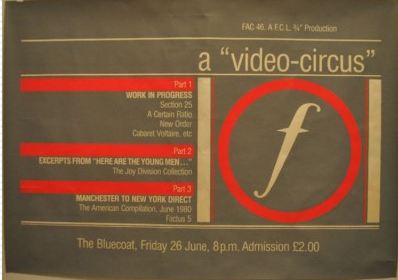 FAC 46. A F.C.L. ¾" Production
a "video-circus"
Part 1
WORK IN PROGRESS
Section 25
A Certain Ratio
New Order
Cabaret Voltaire, etc
Part 2
EXCERPTS FROM "HERE ARE THE YOUNG MEN..."
The Joy Division Collection
Part 3
MANCHESTER TO NEW YORK DIRECT
The American Compilation, June 1980
Factus 5
f
The Bluecoat, Friday 26 June, 8p.m. Admission £2.00